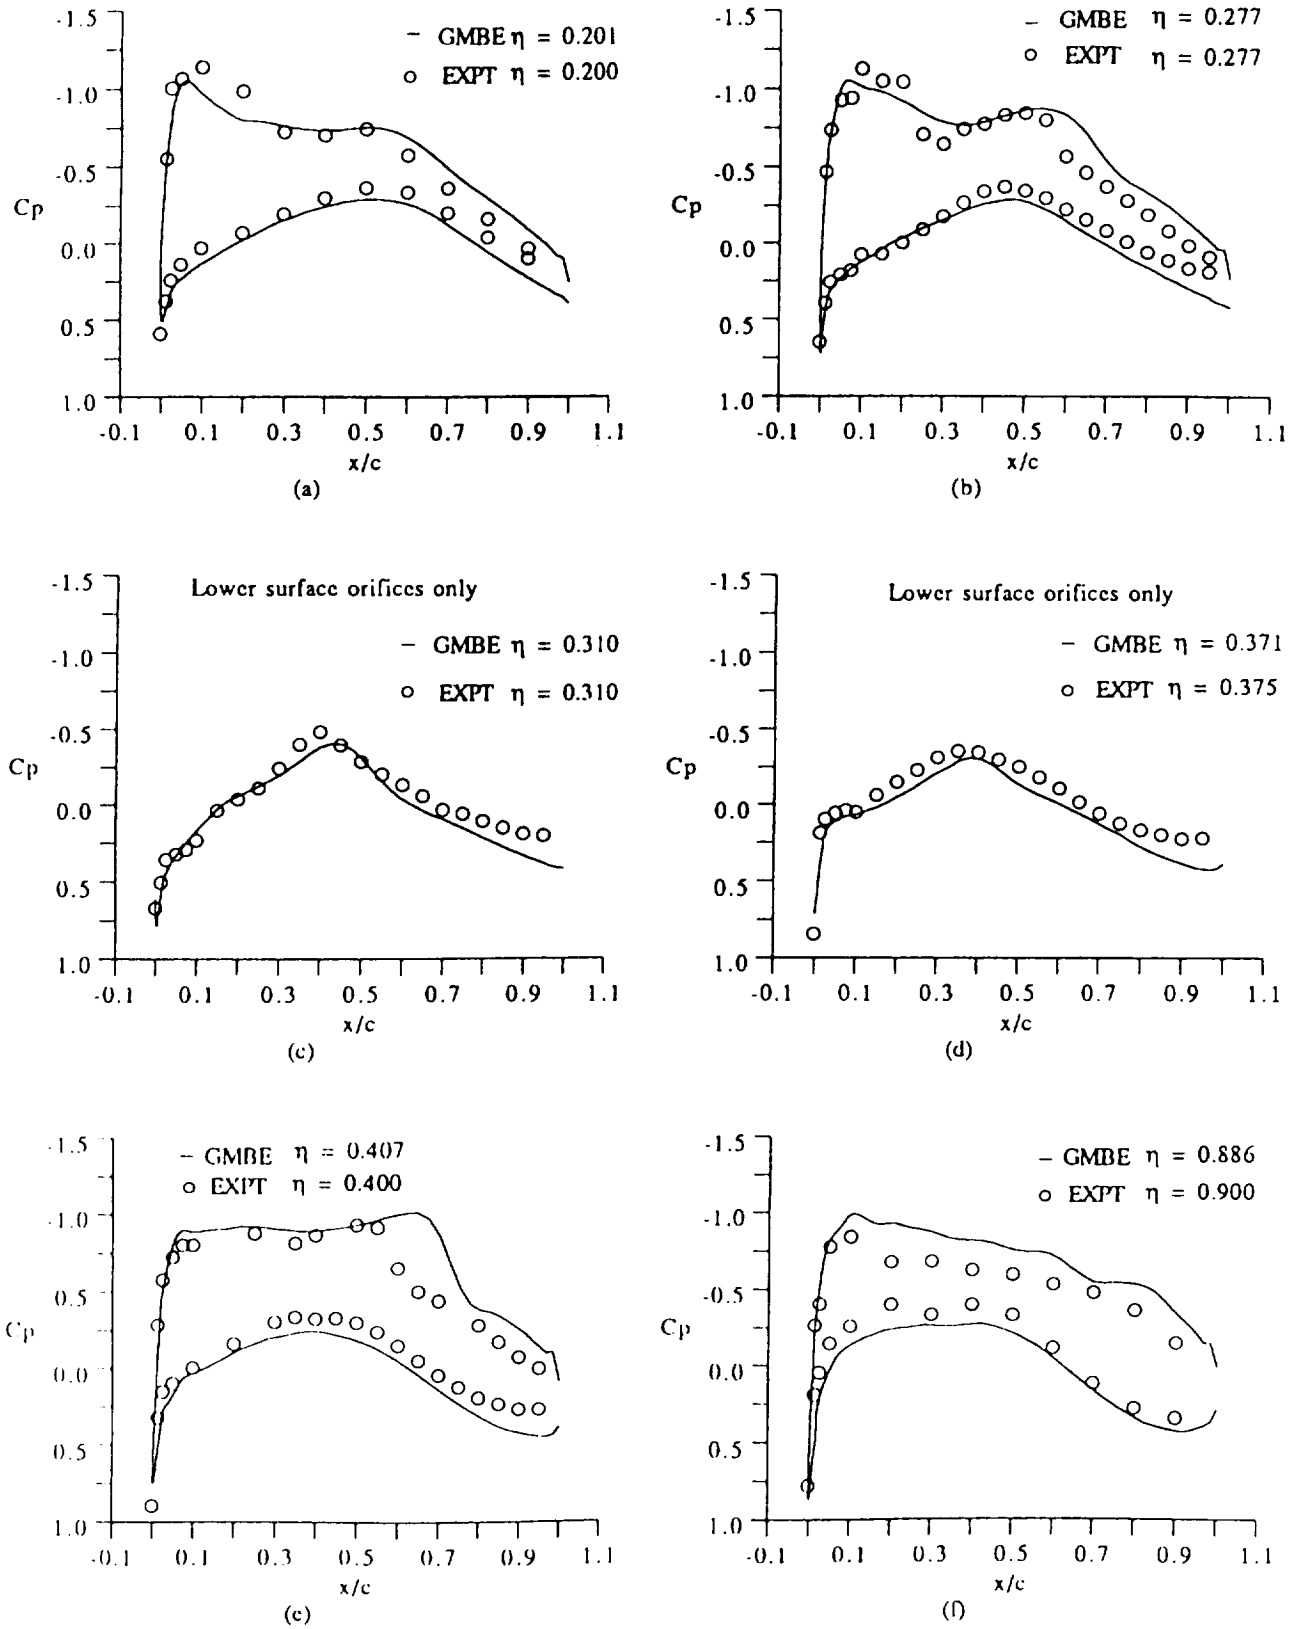 -1.5
-1.0
-0.5
Cp
0.0
0.5
1.0
-0.1 0.1 0.3 0.5 0.7 0.9 1.1
x/c
(a)
– GMBE η = 0.201
o EXPT η = 0.200
-1.5
-1.0
-0.5
Cp
0.0
0.5
1.0
-0.1 0.1 0.3 0.5 0.7 0.9 1.1
x/c
(b)
– GMBE η = 0.277
o EXPT η = 0.277
Lower surface orifices only
– GMBE η = 0.310
o EXPT η = 0.310
-1.5
-1.0
-0.5
Cp
0.0
0.5
1.0
-0.1 0.1 0.3 0.5 0.7 0.9 1.1
x/c
(c)
Lower surface orifices only
– GMBE η = 0.371
o EXPT η = 0.375
-1.5
-1.0
-0.5
Cp
0.0
0.5
1.0
-0.1 0.1 0.3 0.5 0.7 0.9 1.1
x/c
(d)
– GMBE η = 0.407
o EXPT η = 0.400
-1.5
-1.0
-0.5
Cp
0.0
0.5
1.0
-0.1 0.1 0.3 0.5 0.7 0.9 1.1
x/c
(e)
– GMBE η = 0.886
o EXPT η = 0.900
-1.5
-1.0
-0.5
Cp
0.0
0.5
1.0
-0.1 0.1 0.3 0.5 0.7 0.9 1.1
x/c
(f)